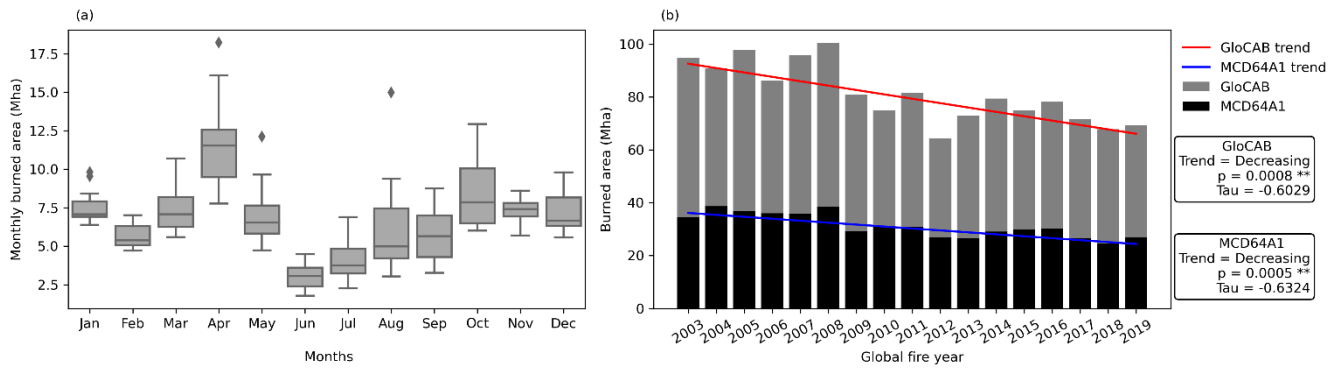 (a)
Monthly burned area (Mha)
17.5
15.0
12.5
10.0
7.5
5.0
2.5
Jan Feb Mar Apr May Jun Jul Aug Sep Oct Nov Dec
Months
(b)
Burned area (Mha)
100
80
60
40
20
0
2003 2004 2005 2006 2007 2008 2009 2010 2011 2012 2013 2014 2015 2016 2017 2018 2019
Global fire year
GloCAB trend
MCD64A1 trend
GloCAB
MCD64A1
GloCAB
Trend = Decreasing
p = 0.0008 **
Tau = -0.6029
MCD64A1
Trend = Decreasing
p = 0.0005 **
Tau = -0.6324